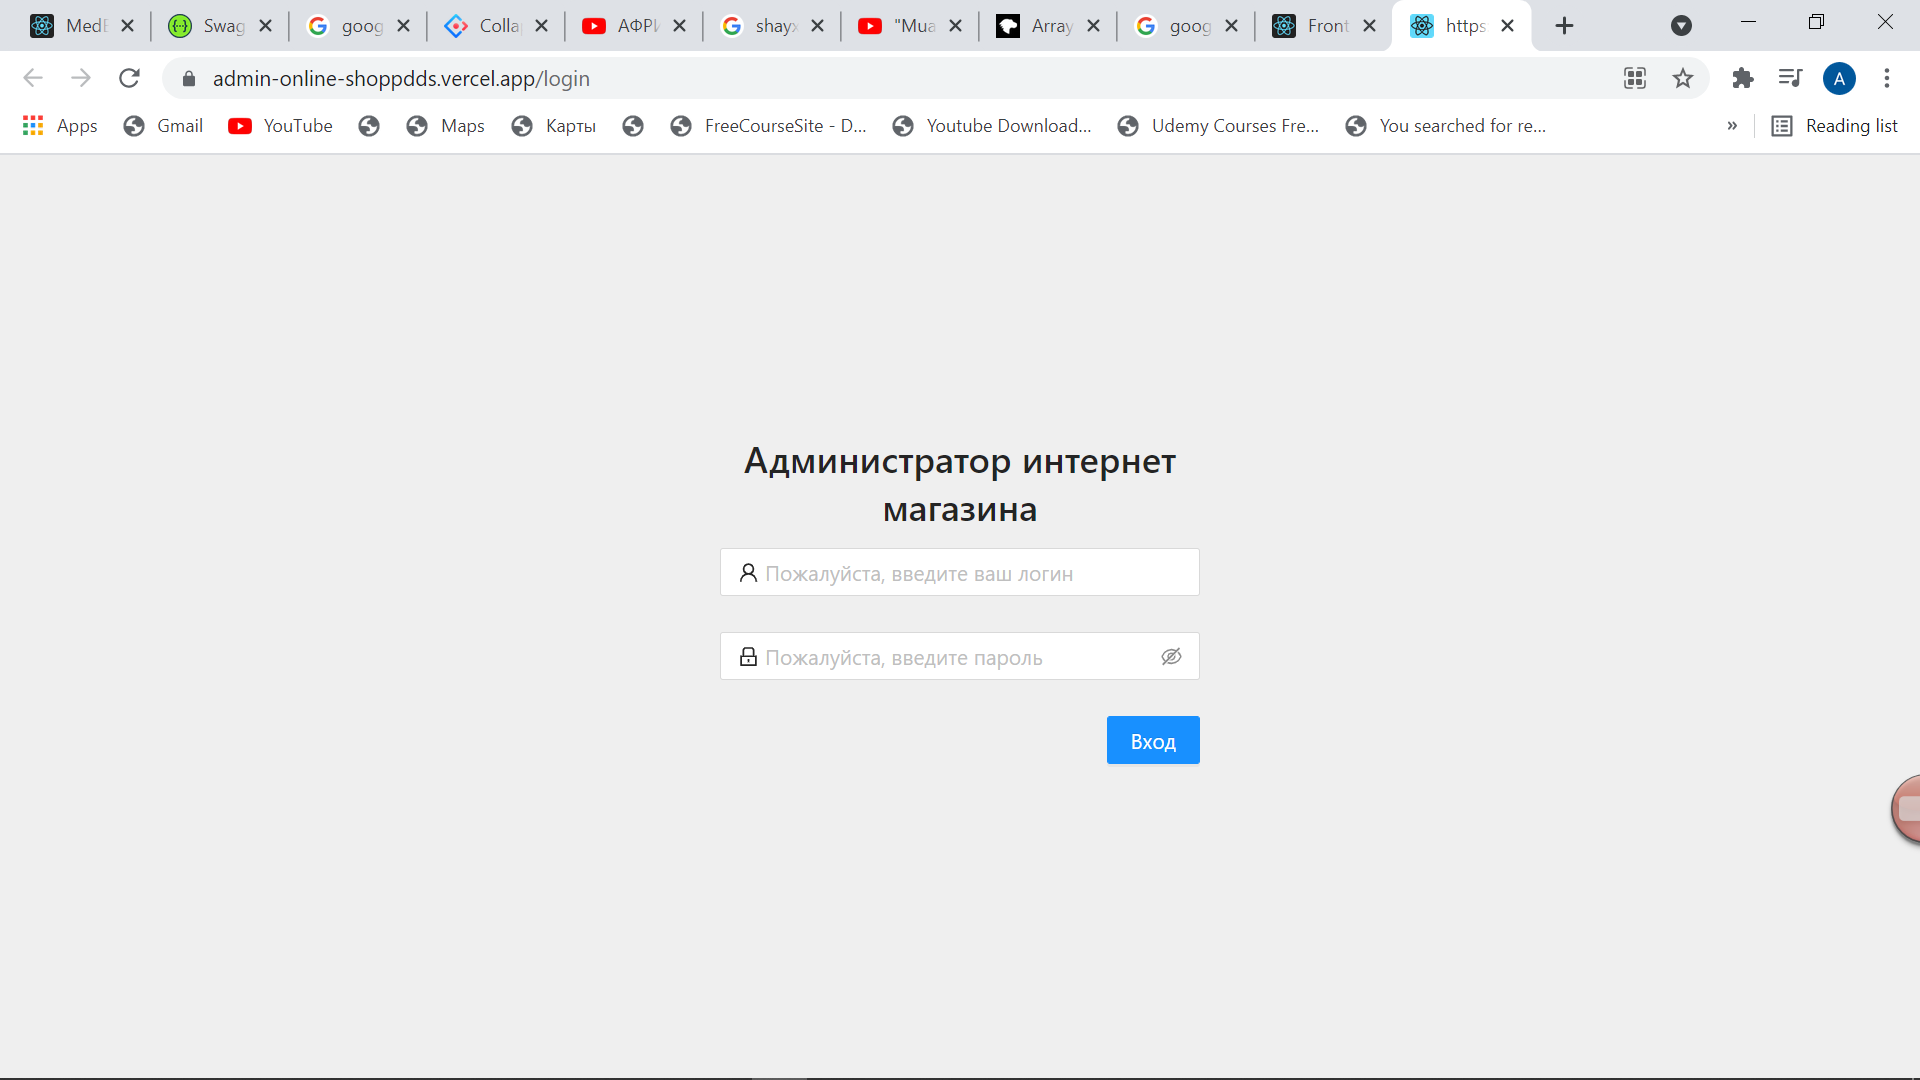 MedE Swag goog Colla АФРИ shayx "Mua Array goog Front https:
admin-online-shoppdds.vercel.app/login A
Apps Gmail YouTube Maps Карты FreeCourseSite - D... Youtube Download... Udemy Courses Fre... You searched for re... » Reading list
Администратор интернет
магазина
Пожалуйста, введите ваш логин
Пожалуйста, введите пароль
Вход